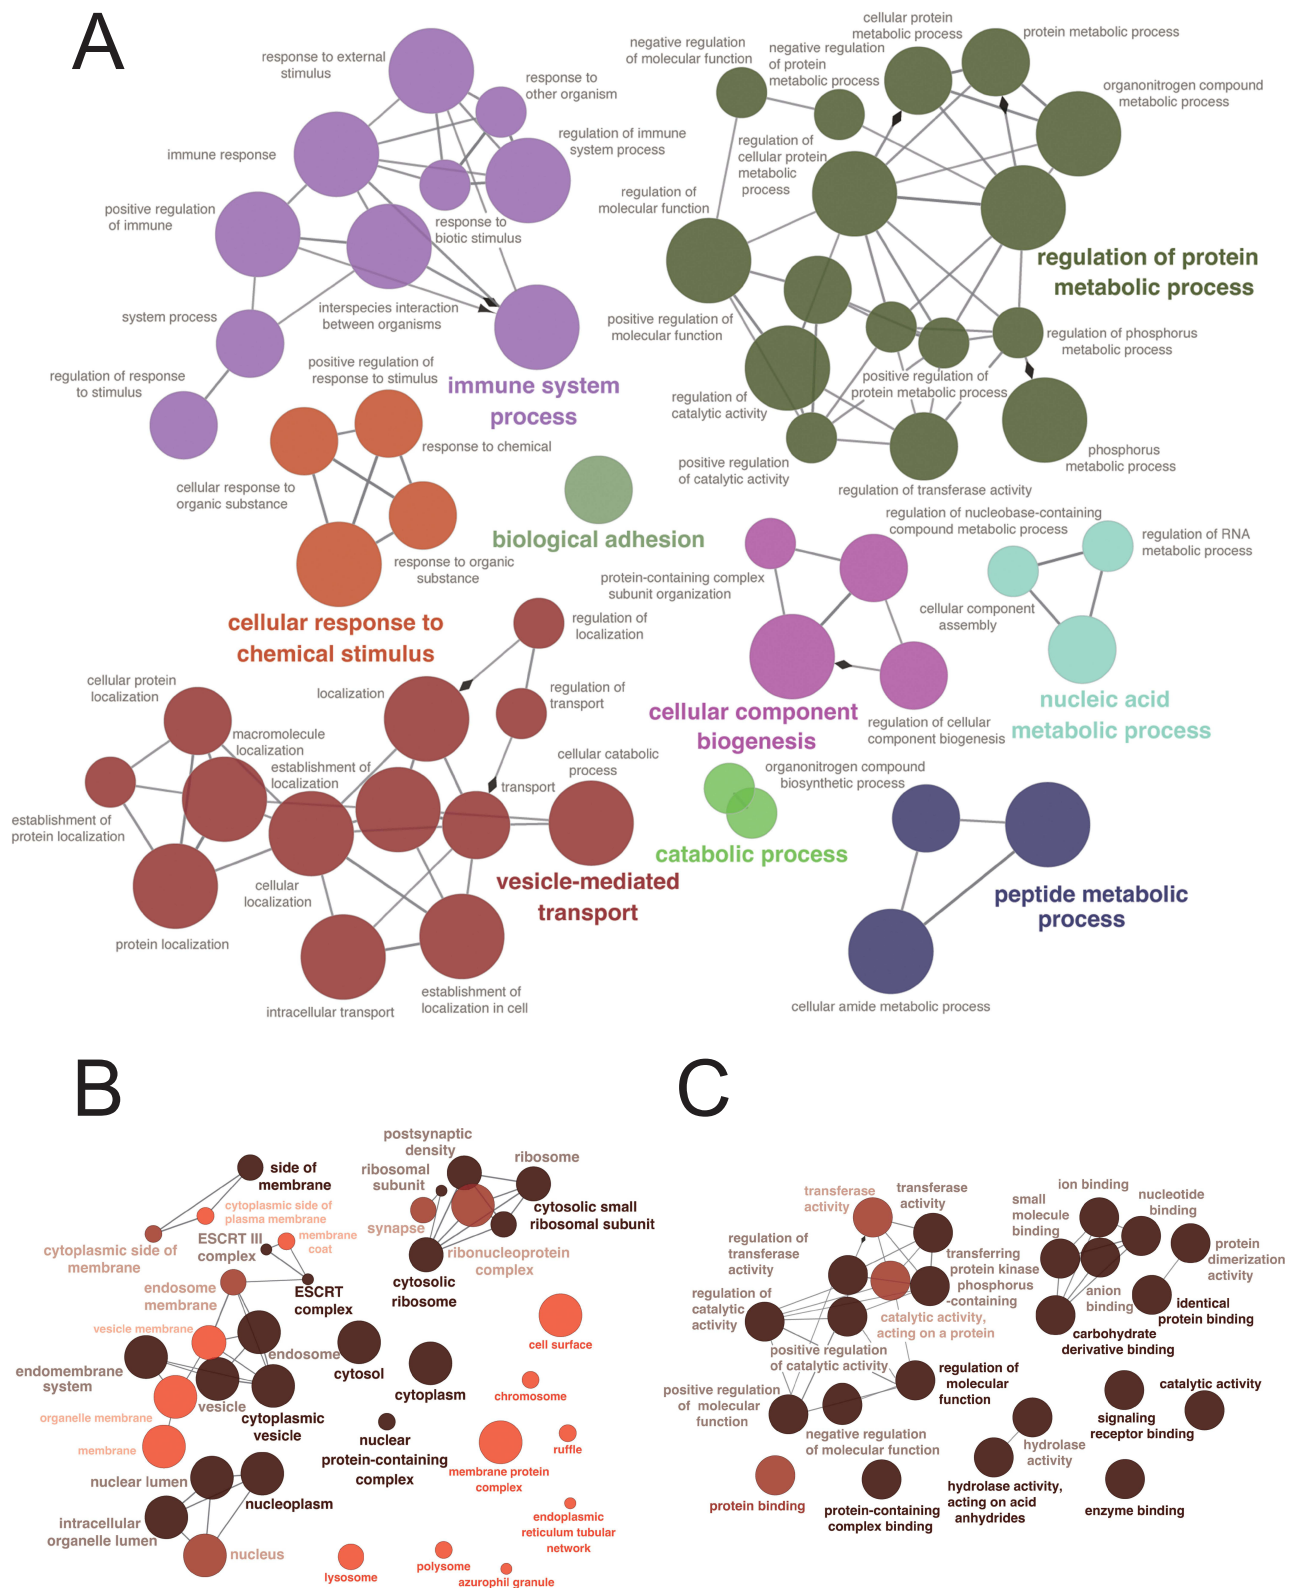 A
response to external
stimulus
response to
other organism
immune response
regulation of immune
system process
positive regulation
of immune
response to
biotic stimulus
system process
interspecies interaction
between organisms
regulation of response
to stimulus
immune system
process
negative regulation
of molecular function
negative regulation
of protein
metabolic process
cellular protein
metabolic process
protein metabolic process
organonitrogen compound
metabolic process
regulation of
cellular protein
metabolic
process
regulation of
molecular function
regulation of protein
metabolic process
positive regulation of
molecular function
regulation of phosphorus
metabolic process
positive regulation of
protein metabolic process
regulation of
catalytic activity
positive regulation
of catalytic activity
phosphorus
metabolic process
regulation of transferase activity
positive regulation of
response to stimulus
response to chemical
cellular response to
organic substance
response to organic
substance
cellular response to
chemical stimulus
biological adhesion
protein-containing complex
subunit organization
regulation of cellular
component biogenesis
cellular component
biogenesis
regulation of nucleobase-containing
compound metabolic process
regulation of RNA
metabolic process
cellular component
assembly
nucleic acid
metabolic process
regulation of
localization
cellular protein
localization
localization
regulation of
transport
macromolecule
localization
establishment of
localization
cellular catabolic
process
transport
establishment of
protein localization
cellular
localization
vesicle-mediated
transport
protein localization
intracellular transport
establishment of
localization in cell
organonitrogen compound
biosynthetic process
catabolic process
peptide metabolic
process
cellular amide metabolic process
B
side of
membrane
cytoplasmic side of
plasma membrane
cytoplasmic side of
membrane
ESCRT III
complex
membrane
coat
ESCRT
complex
endosome
membrane
vesicle membrane
endomembrane
system
endosome
vesicle
cytoplasmic
vesicle
organelle membrane
membrane
nuclear lumen
nucleoplasm
intracellular
organelle lumen
nucleus
postsynaptic
density
ribosomal
subunit
ribosome
synapse
cytosolic small
ribosomal subunit
ribonucleoprotein
complex
cytosolic
ribosome
cytosol
cytoplasm
cell surface
chromosome
nuclear
protein-containing
complex
membrane protein
complex
ruffle
endoplasmic
reticulum tubular
network
lysosome
polysome
azurophil granule
C
transferase
activity
transferase
activity
regulation of
transferase
activity
transferring
protein kinase
phosphorus
-containing
regulation of
catalytic
activity
catalytic activity,
acting on a protein
positive regulation
of catalytic activity
positive regulation
of molecular
function
regulation of
molecular
function
negative regulation
of molecular function
ion binding
small
molecule
binding
nucleotide
binding
protein
dimerization
activity
anion
binding
identical
protein binding
carbohydrate
derivative binding
signaling
receptor binding
catalytic activity
hydrolase
activity
hydrolase activity,
acting on acid
anhydrides
protein binding
protein-containing
complex binding
enzyme binding